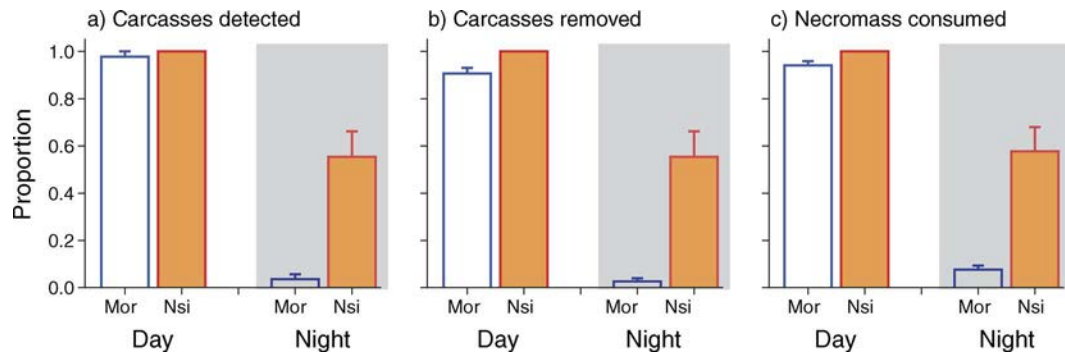 a) Carcasses detected
b) Carcasses removed
c) Necromass consumed
Proportion
1.0
0.8
0.6
0.4
0.2
0.0
Mor Nsi Mor Nsi
Mor Nsi Mor Nsi
Mor Nsi Mor Nsi
Day Night
Day Night
Day Night